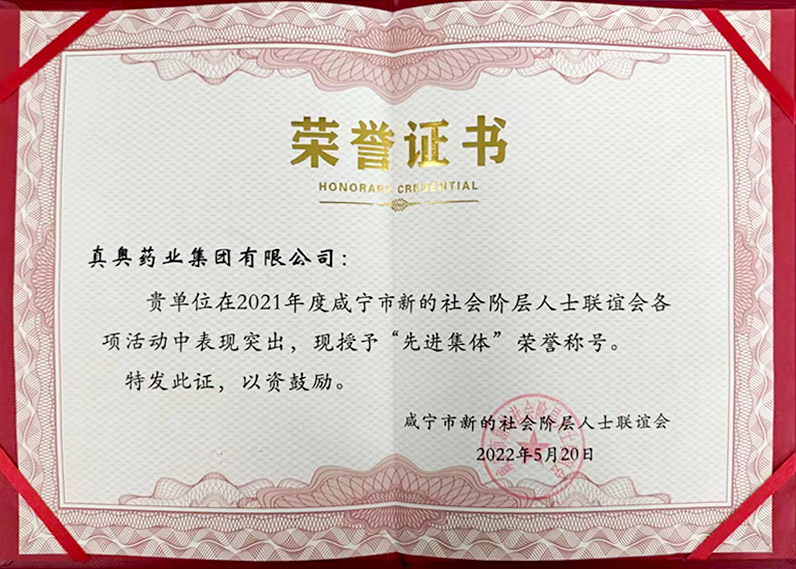 荣誉证书
HONORARY CREDENTIAL
真奥药业集团有限公司：
贵单位在2021年度咸宁市新的社会阶层人士联谊会各
项活动中表现突出，现授予“先进集体”荣誉称号。
特发此证，以资鼓励。
咸宁市新的社会阶层人士联谊会
2022年5月20日